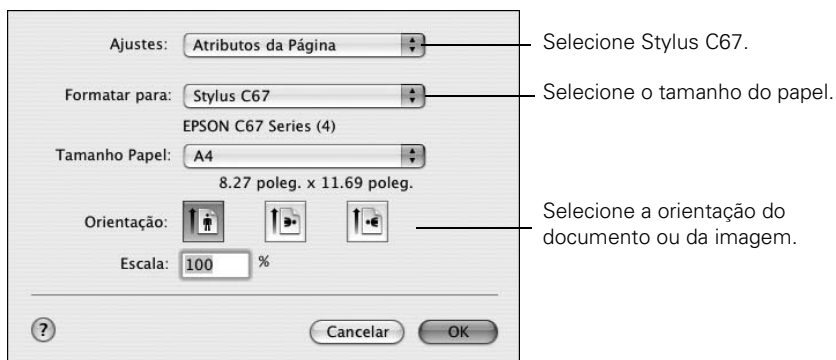 Ajustes: Atributos da Página
Selecione Stylus C67.
Formatar para: Stylus C67
Selecione o tamanho do papel.
EPSON C67 Series (4)
Tamanho Papel: A4
8.27 poleg. x 11.69 poleg.
Orientação:
Selecione a orientação do
documento ou da imagem.
Escala: 100 %
? Cancelar OK